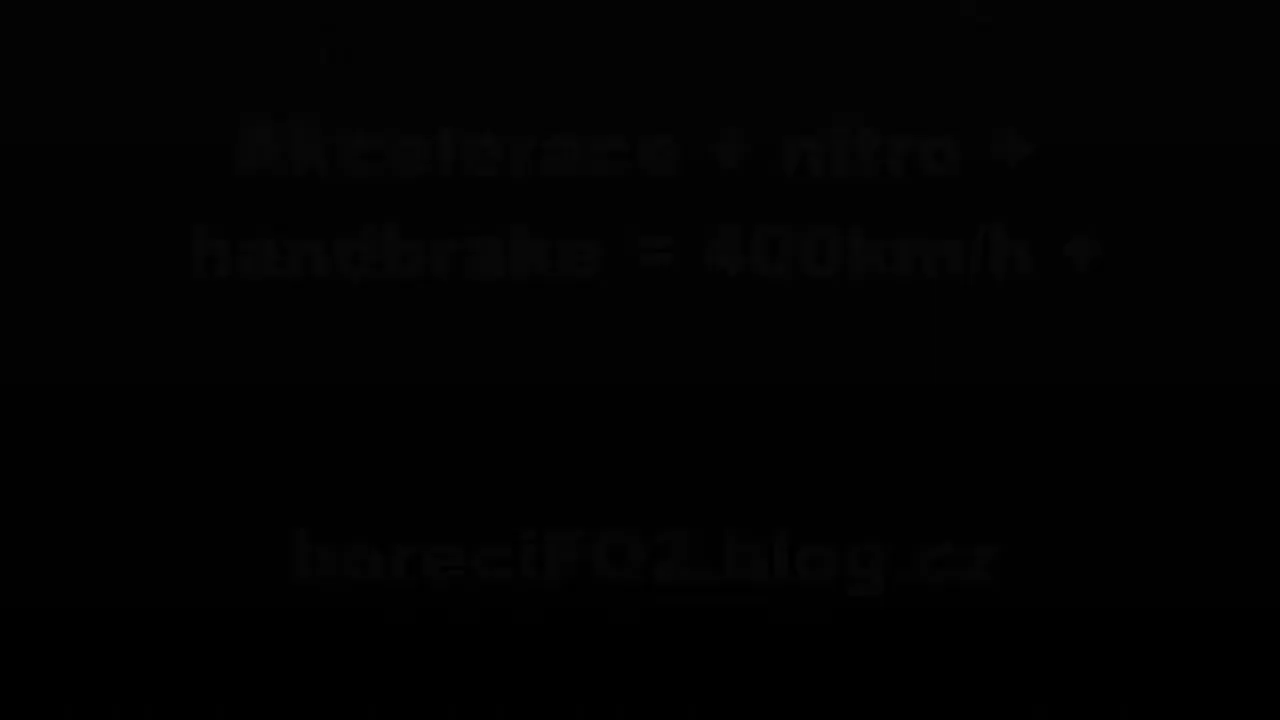 Akcelerace + nitro +
handbrake = 400km/h +
boreciFO2.blog.cz